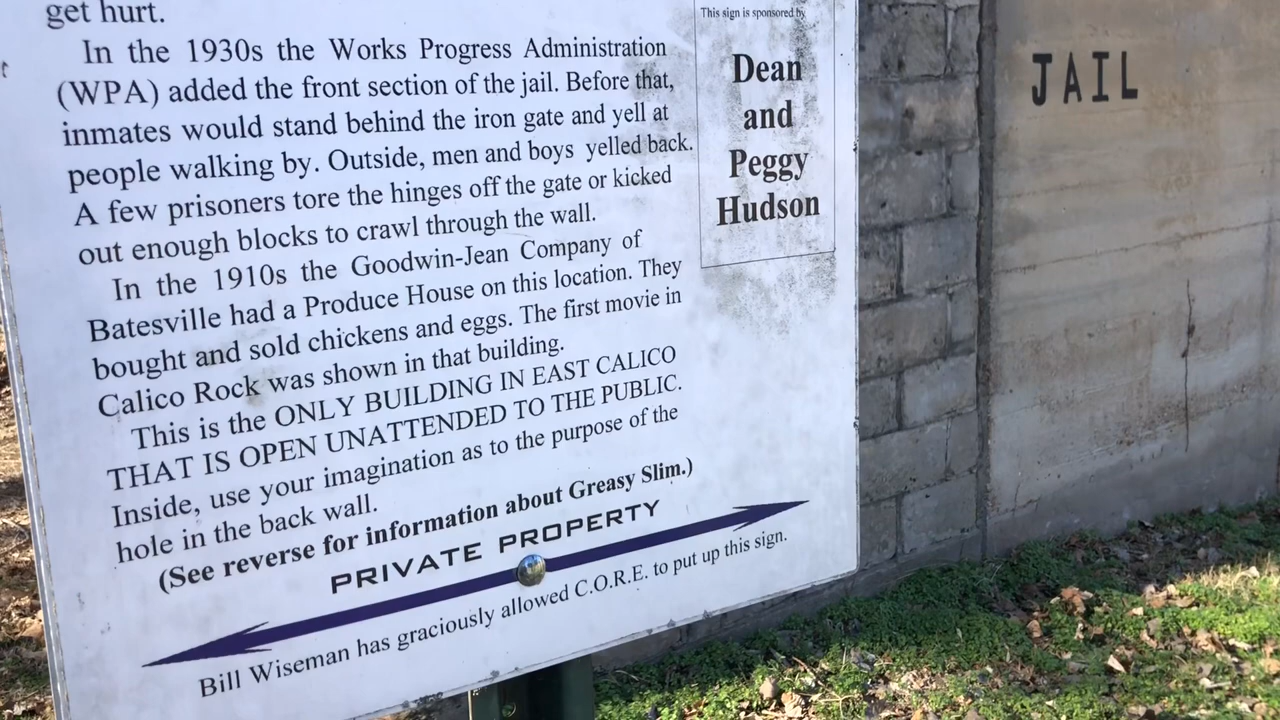 get hurt.
In the 1930s the Works Progress Administration
(WPA) added the front section of the jail. Before that,
inmates would stand behind the iron gate and yell at
people walking by. Outside, men and boys yelled back.
A few prisoners tore the hinges off the gate or kicked
out enough blocks to crawl through the wall.
In the 1910s the Goodwin-Jean Company of
Batesville had a Produce House on this location. They
bought and sold chickens and eggs. The first movie in
Calico Rock was shown in that building.
This is the ONLY BUILDING IN EAST CALICO
THAT IS OPEN UNATTENDED TO THE PUBLIC.
Inside, use your imagination as to the purpose of the
hole in the back wall.
(See reverse for information about Greasy Slim.)
PRIVATE PROPERTY
Bill Wiseman has graciously allowed C.O.R.E. to put up this sign.
This sign is sponsored by
Dean
and
Peggy
Hudson
JAIL